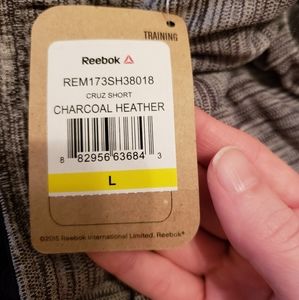 TRAINING
Reebok
REM173SH38018
CRUZ SHORT
CHARCOAL HEATHER
8 82956 63684 3
L
©2015 Reebok International Limited. Reebok®